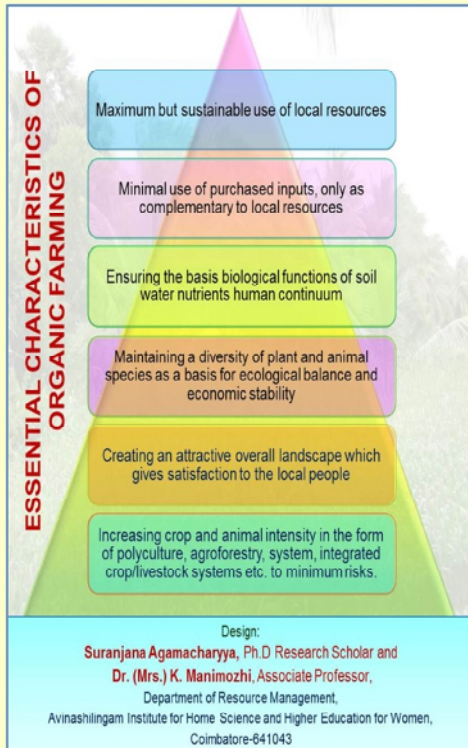 ESSENTIAL CHARACTERISTICS OF
ORGANIC FARMING
Maximum but sustainable use of local resources
Minimal use of purchased inputs, only as
complementary to local resources
Ensuring the basis biological functions of soil
water nutrients human continuum
Maintaining a diversity of plant and animal
species as a basis for ecological balance and
economic stability
Creating an attractive overall landscape which
gives satisfaction to the local people
Increasing crop and animal intensity in the form
of polyculture, agroforestry, system, integrated
crop/livestock systems etc. to minimum risks.
Design:
Suranjana Agamacharyya, Ph.D Research Scholar and
Dr. (Mrs.) K. Manimozhi, Associate Professor,
Department of Resource Management,
Avinashilingam Institute for Home Science and Higher Education for Women,
Coimbatore-641043